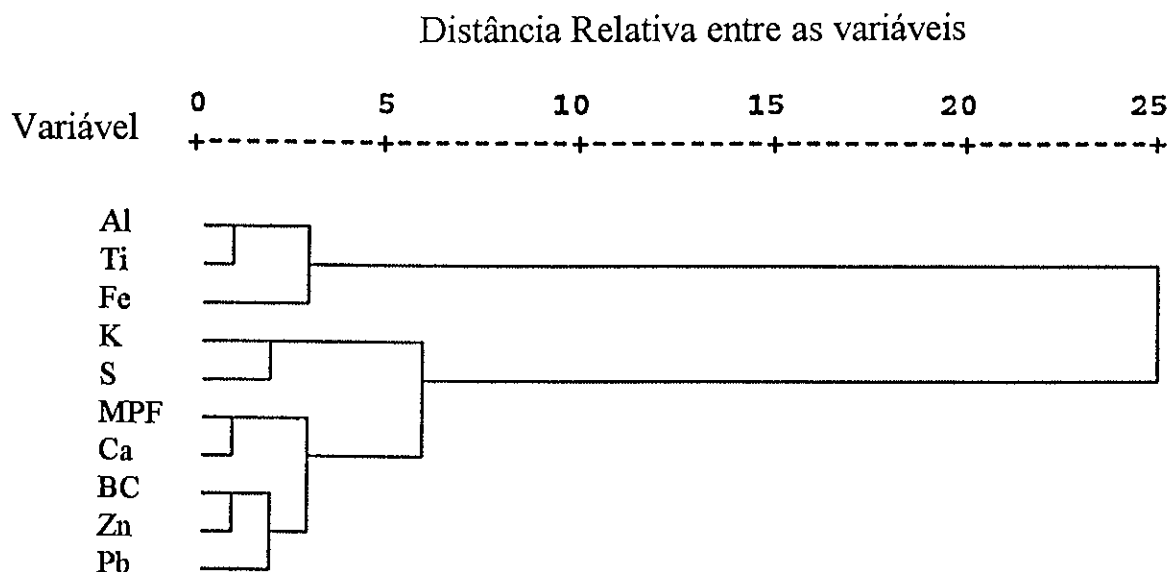 Distância Relativa entre as variáveis
0 5 10 15 20 25
Variável
+---------+---------+---------+---------+---------+
Al
Ti
Fe
K
S
MPF
Ca
BC
Zn
Pb